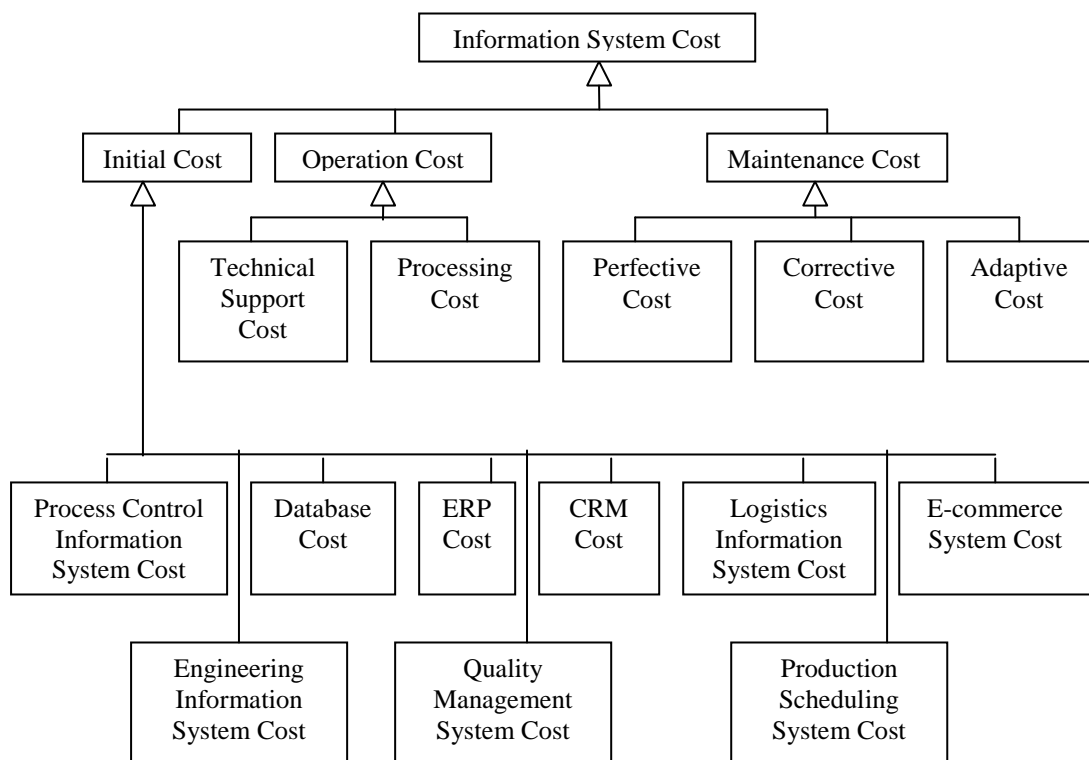 Information System Cost
Initial Cost
Operation Cost
Maintenance Cost
Technical
Support
Cost
Processing
Cost
Perfective
Cost
Corrective
Cost
Adaptive
Cost
Process Control
Information
System Cost
Database
Cost
ERP
Cost
CRM
Cost
Logistics
Information
System Cost
E-commerce
System Cost
Engineering
Information
System Cost
Quality
Management
System Cost
Production
Scheduling
System Cost